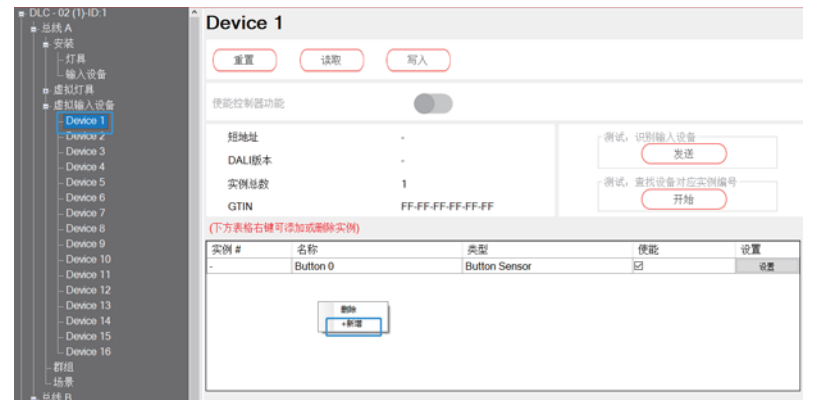 DLC - 02 (1)-ID:1
总线 A
安装
灯具
输入设备
虚拟灯具
虚拟输入设备
Device 1
Device 2
Device 3
Device 4
Device 5
Device 6
Device 7
Device 8
Device 9
Device 10
Device 11
Device 12
Device 13
Device 14
Device 15
Device 16
群组
场景
总线 B
Device 1
重置 读取 写入
使能控制器功能
短地址 -
DALI版本 -
实例总数 1
GTIN FF-FF-FF-FF-FF-FF
测试，识别输入设备
发送
测试，查找设备对应实例编号
开始
(下方表格右键可添加或删除实例)
实例 # 名称 类型 使能 设置
- Button 0 Button Sensor 设置
删除
+新增